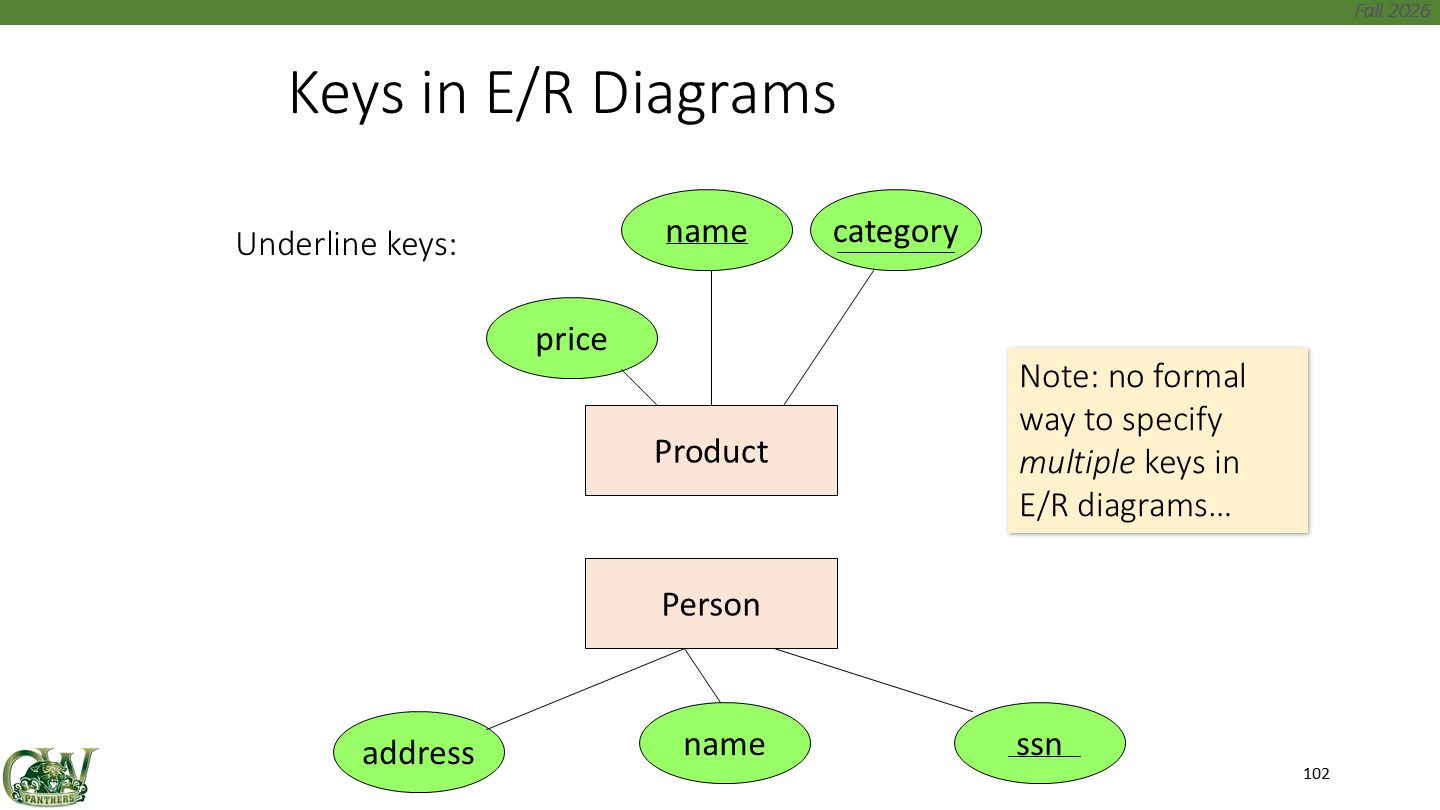 Fall 2026
Keys in E/R Diagrams
Underline keys:
name
category
price
Product
Note: no formal
way to specify
multiple keys in
E/R diagrams…
Person
address
name
ssn
CW
PANTHERS
102